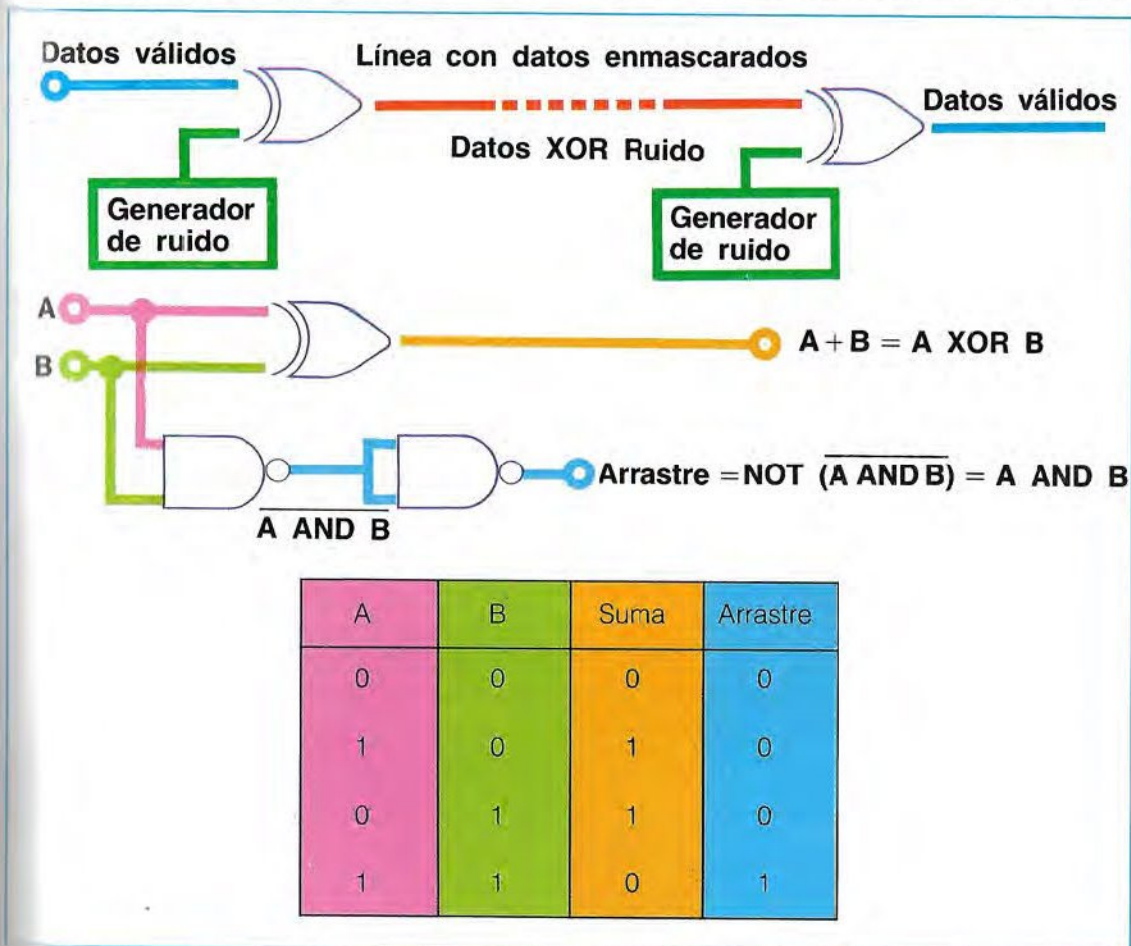 Datos válidos
Línea con datos enmascarados
Datos válidos
Datos XOR Ruido
Generador
de ruido
Generador
de ruido
A
A + B = A XOR B
B
Arrastre = NOT (A̅ ̅A̅N̅D̅ ̅B̅) = A AND B
A̅ ̅A̅N̅D̅ ̅B̅
A B Suma Arrastre
0 0 0 0
1 0 1 0
0 1 1 0
1 1 0 1